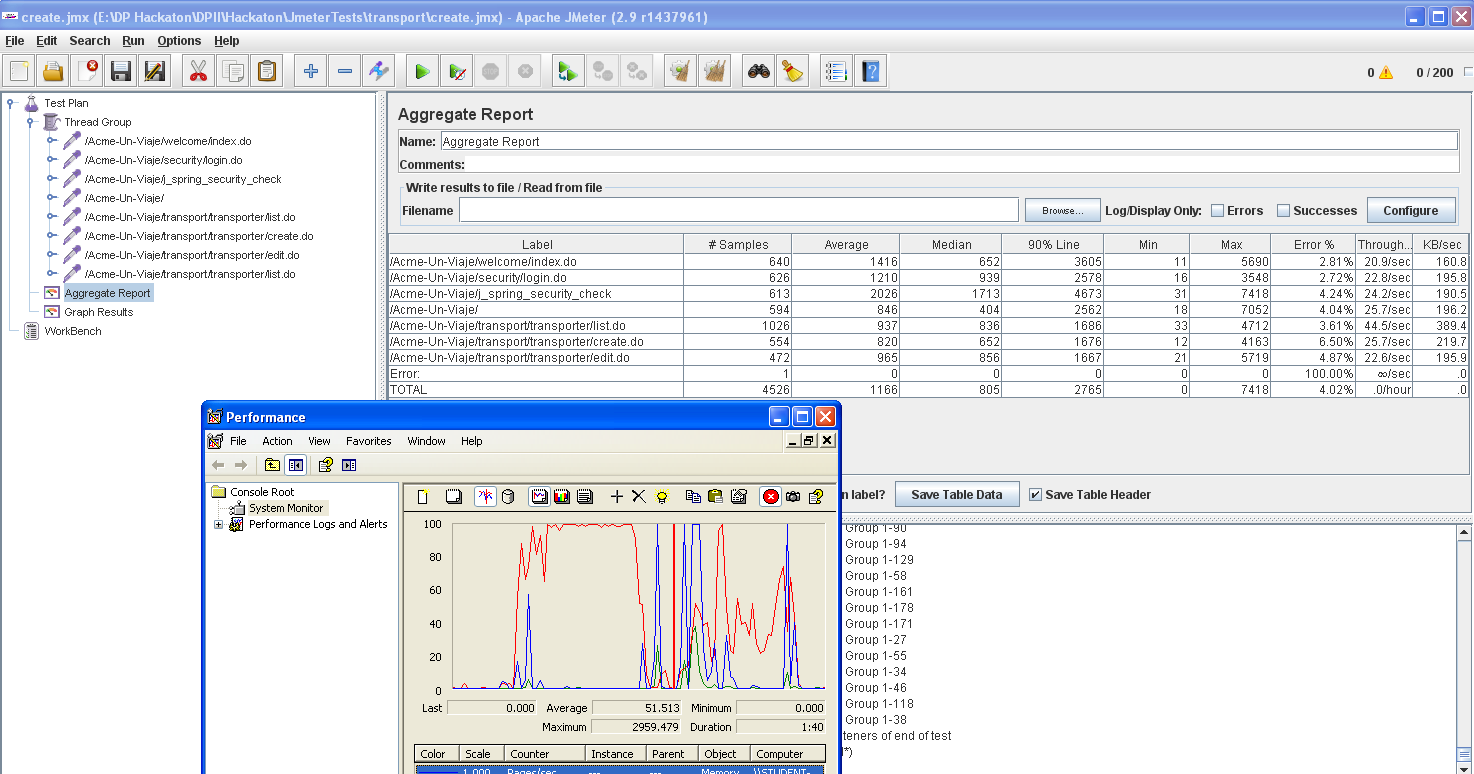 create.jmx (E:\DP Hackaton\DPII\Hackaton\JmeterTests\transport\create.jmx) - Apache JMeter (2.9 r1437961)
File Edit Search Run Options Help
0 0 / 200
Test Plan
Thread Group
/Acme-Un-Viaje/welcome/index.do
/Acme-Un-Viaje/security/login.do
/Acme-Un-Viaje/j_spring_security_check
/Acme-Un-Viaje/
/Acme-Un-Viaje/transport/transporter/list.do
/Acme-Un-Viaje/transport/transporter/create.do
/Acme-Un-Viaje/transport/transporter/edit.do
/Acme-Un-Viaje/transport/transporter/list.do
Aggregate Report
Graph Results
WorkBench
Aggregate Report
Name: Aggregate Report
Comments:
Write results to file / Read from file
Filename Browse... Log/Display Only: Errors Successes Configure
Label # Samples Average Median 90% Line Min Max Error % Through... KB/sec
/Acme-Un-Viaje/welcome/index.do 640 1416 652 3605 11 5690 2.81% 20.9/sec 160.8
/Acme-Un-Viaje/security/login.do 626 1210 939 2578 16 3548 2.72% 22.8/sec 195.8
/Acme-Un-Viaje/j_spring_security_check 613 2026 1713 4673 31 7418 4.24% 24.2/sec 190.5
/Acme-Un-Viaje/ 594 846 404 2562 18 7052 4.04% 25.7/sec 196.2
/Acme-Un-Viaje/transport/transporter/list.do 1026 937 836 1686 33 4712 3.61% 44.5/sec 389.4
/Acme-Un-Viaje/transport/transporter/create.do 554 820 652 1676 12 4163 6.50% 25.7/sec 219.7
/Acme-Un-Viaje/transport/transporter/edit.do 472 965 856 1667 21 5719 4.87% 22.6/sec 195.9
Error: 1 0 0 0 0 0 100.00% ∞/sec .0
TOTAL 4526 1166 805 2765 0 7418 4.02% .0/hour .0
n label? Save Table Data Save Table Header
Group 1-90
Group 1-94
Group 1-129
Group 1-58
Group 1-161
Group 1-178
Group 1-171
Group 1-27
Group 1-55
Group 1-34
Group 1-46
Group 1-118
Group 1-38
teners of end of test
*)
Performance
File Action View Favorites Window Help
Console Root
System Monitor
Performance Logs and Alerts
100
80
60
40
20
0
Last 0.000 Average 51.513 Minimum 0.000
Maximum 2959.479 Duration 1:40
Color Scale Counter Instance Parent Object Computer
1.000 Pages/sec --- --- Memory \\STUDENT-